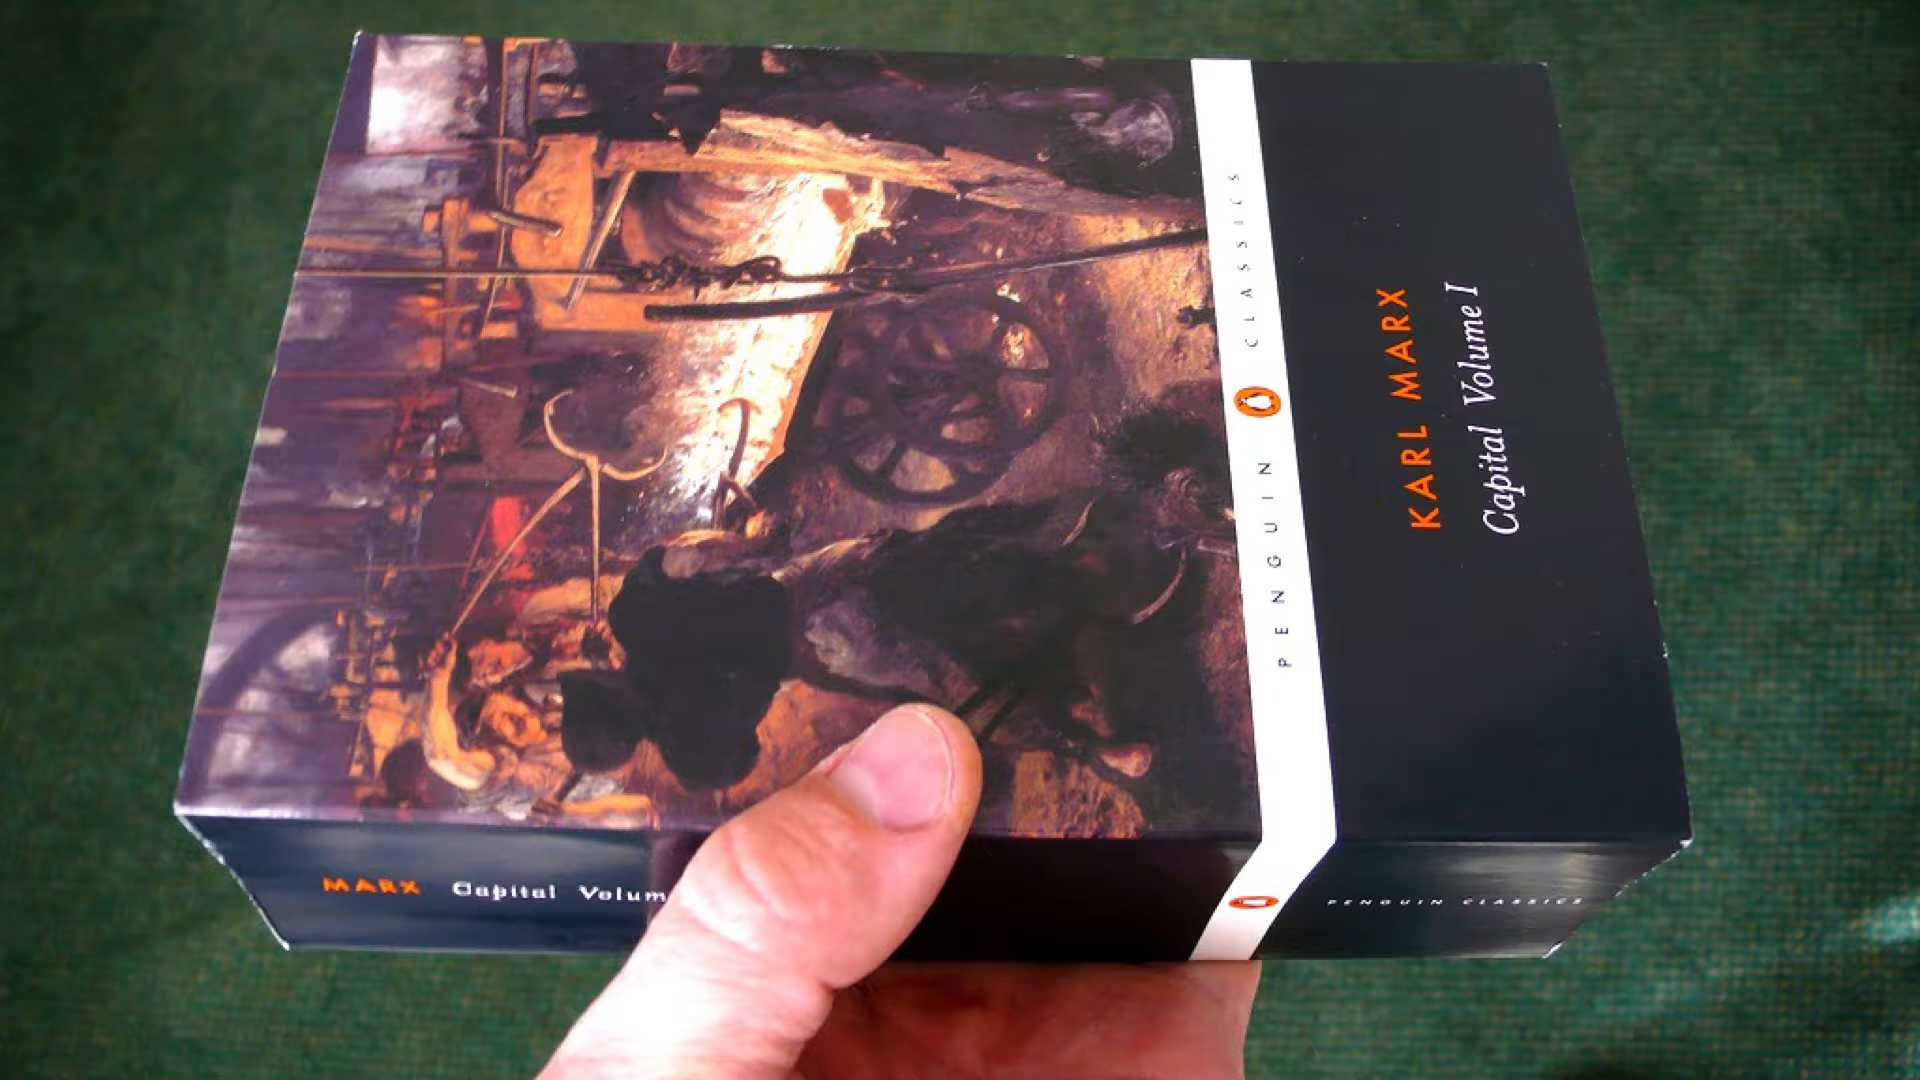 PENGUIN CLASSICS
KARL MARX
Capital Volume I
MARX Capital Volum
PENGUIN CLASSICS